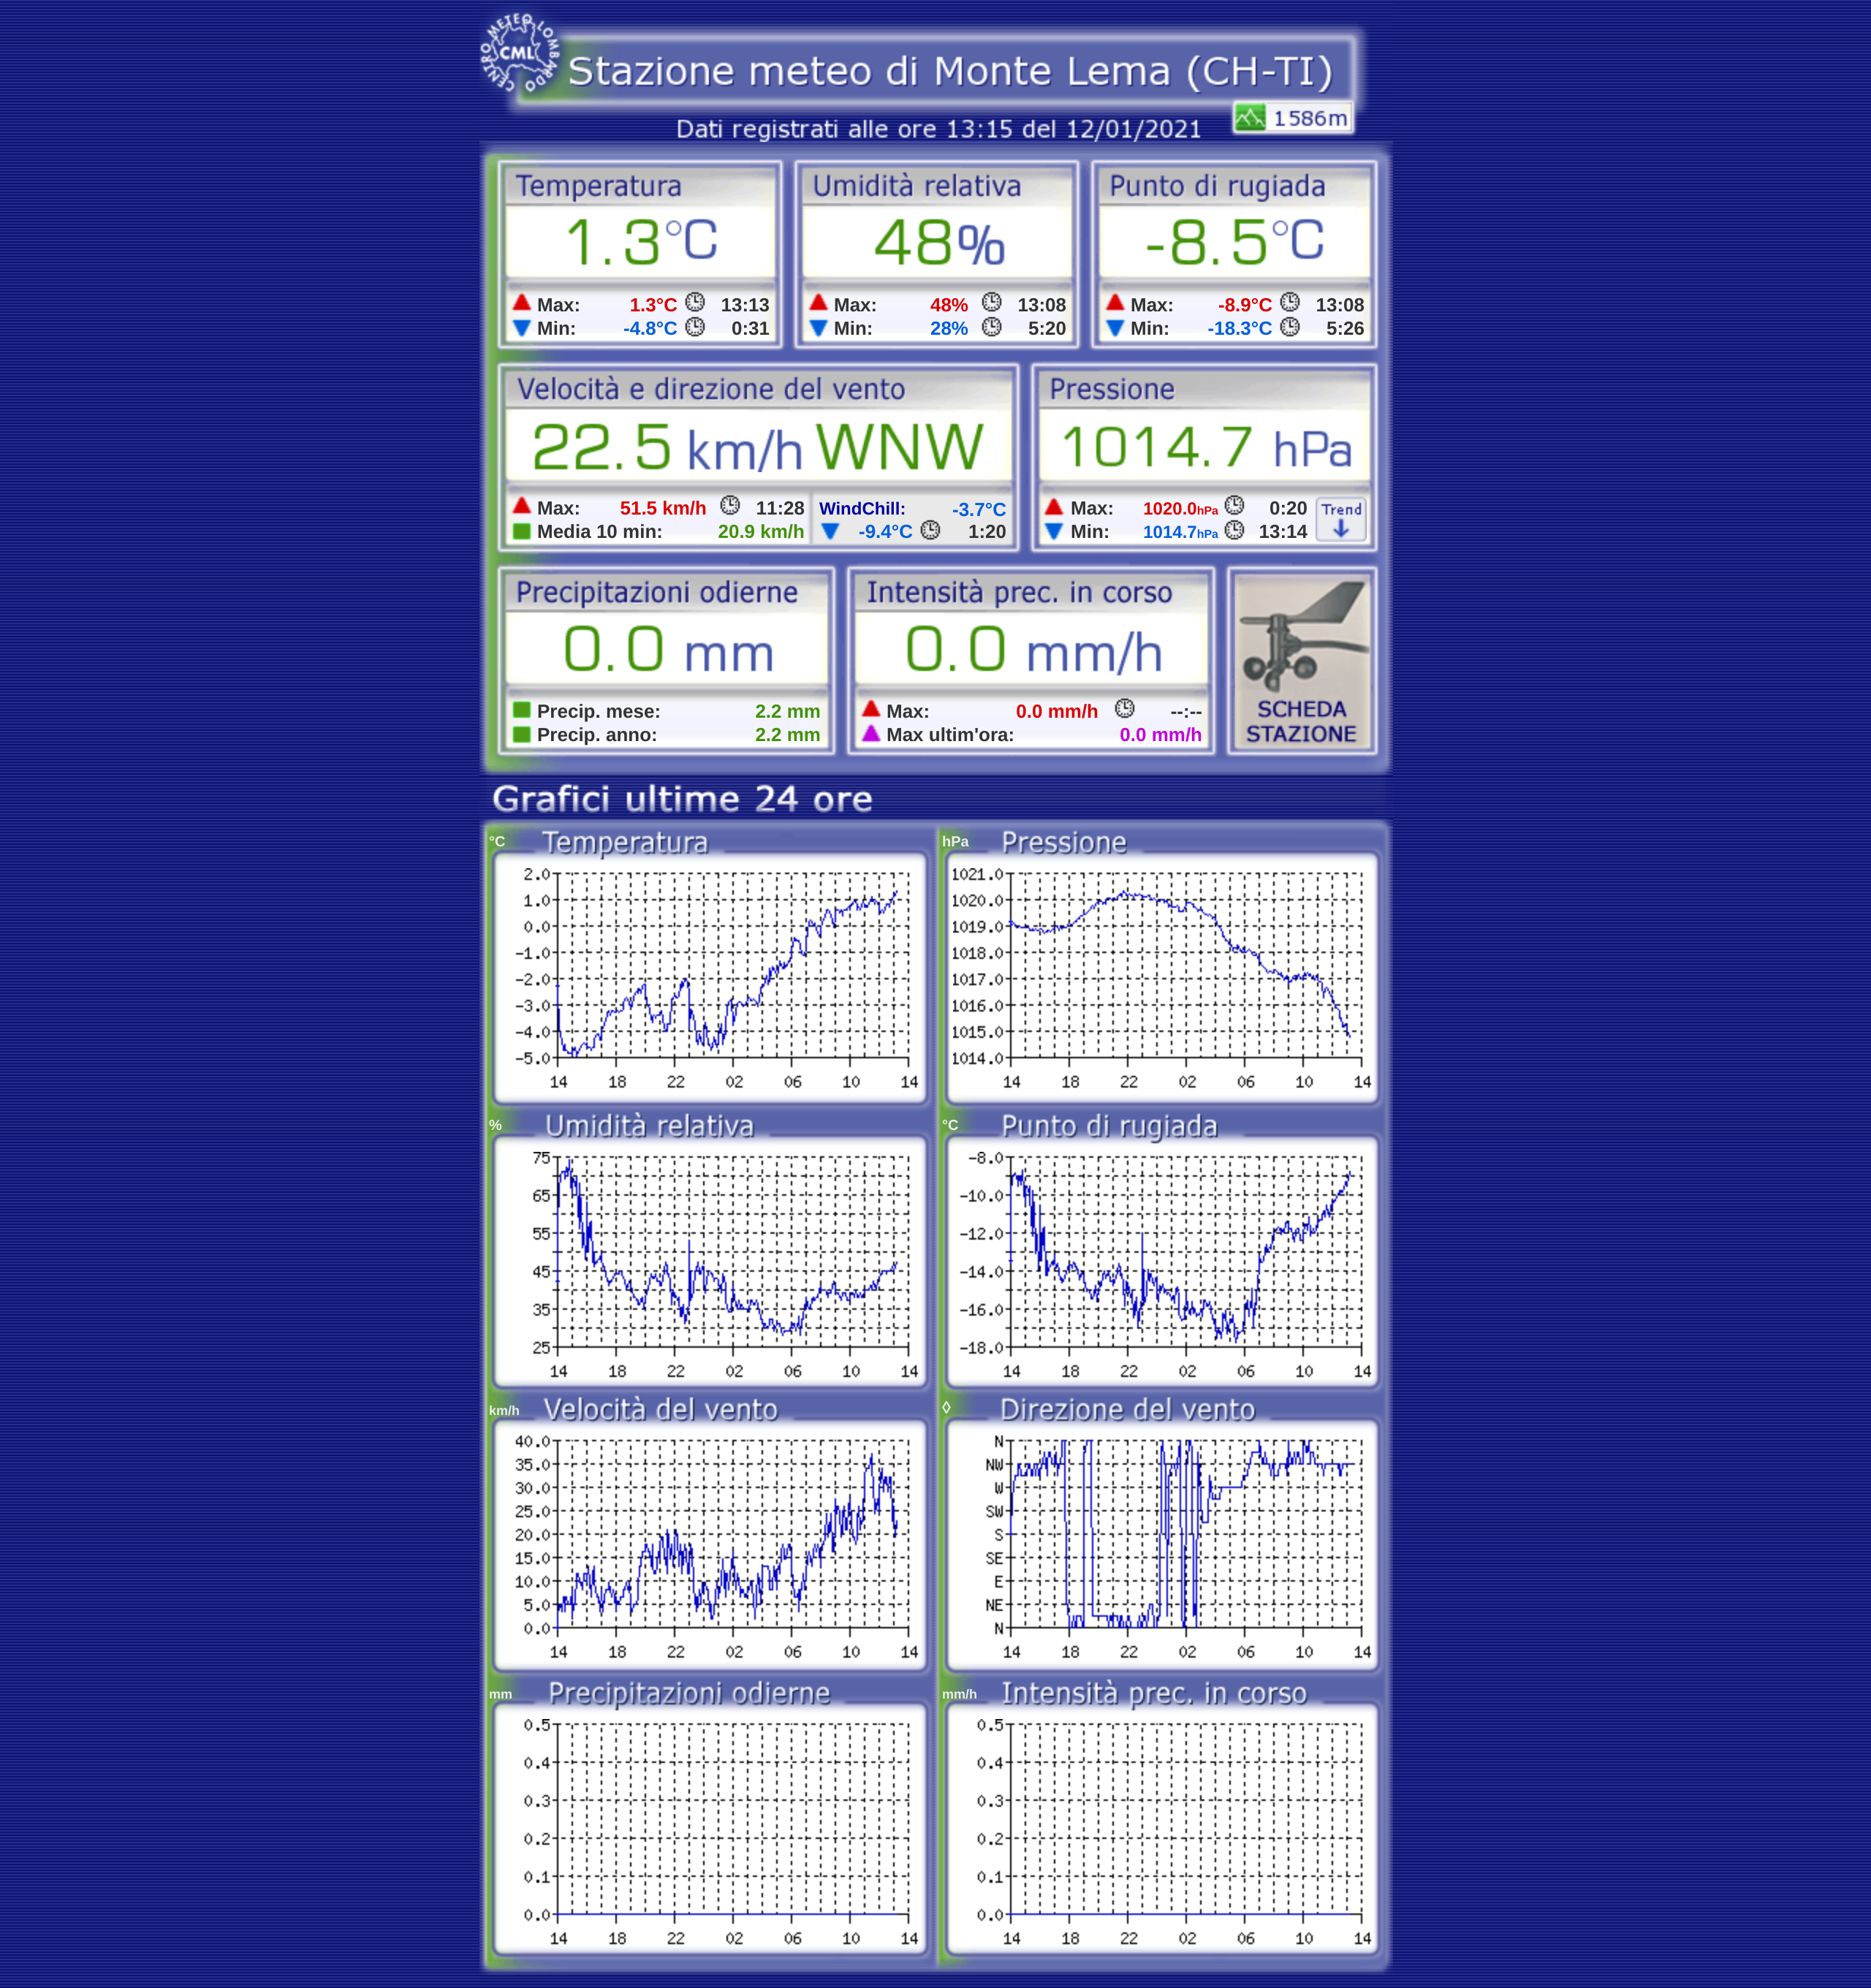 CENTRO METEO LOMBARDO
CML
Stazione meteo di Monte Lema (CH-TI)
1586m
Dati registrati alle ore 13:15 del 12/01/2021
Temperatura Umidità relativa Punto di rugiada
1.3°C 48% -8.5°C
Max: 1.3°C 13:13 Max: 48% 13:08 Max: -8.9°C 13:08
Min: -4.8°C 0:31 Min: 28% 5:20 Min: -18.3°C 5:26
Velocità e direzione del vento Pressione
22.5 km/h WNW 1014.7 hPa
Max: 51.5 km/h 11:28 WindChill: -3.7°C Max: 1020.0hPa 0:20 Trend
Media 10 min: 20.9 km/h -9.4°C 1:20 Min: 1014.7hPa 13:14
Precipitazioni odierne Intensità prec. in corso
0.0 mm 0.0 mm/h
Precip. mese: 2.2 mm Max: 0.0 mm/h --:-- SCHEDA
Precip. anno: 2.2 mm Max ultim'ora: 0.0 mm/h STAZIONE
Grafici ultime 24 ore
°C Temperatura
2.0
1.0
0.0
-1.0
-2.0
-3.0
-4.0
-5.0
14 18 22 02 06 10 14
hPa Pressione
1021.0
1020.0
1019.0
1018.0
1017.0
1016.0
1015.0
1014.0
14 18 22 02 06 10 14
% Umidità relativa
75
65
55
45
35
25
14 18 22 02 06 10 14
°C Punto di rugiada
-8.0
-10.0
-12.0
-14.0
-16.0
-18.0
14 18 22 02 06 10 14
km/h Velocità del vento
40.0
35.0
30.0
25.0
20.0
15.0
10.0
5.0
0.0
14 18 22 02 06 10 14
◊ Direzione del vento
N
NW
W
SW
S
SE
E
NE
N
14 18 22 02 06 10 14
mm Precipitazioni odierne
0.5
0.4
0.3
0.2
0.1
0.0
14 18 22 02 06 10 14
mm/h Intensità prec. in corso
0.5
0.4
0.3
0.2
0.1
0.0
14 18 22 02 06 10 14